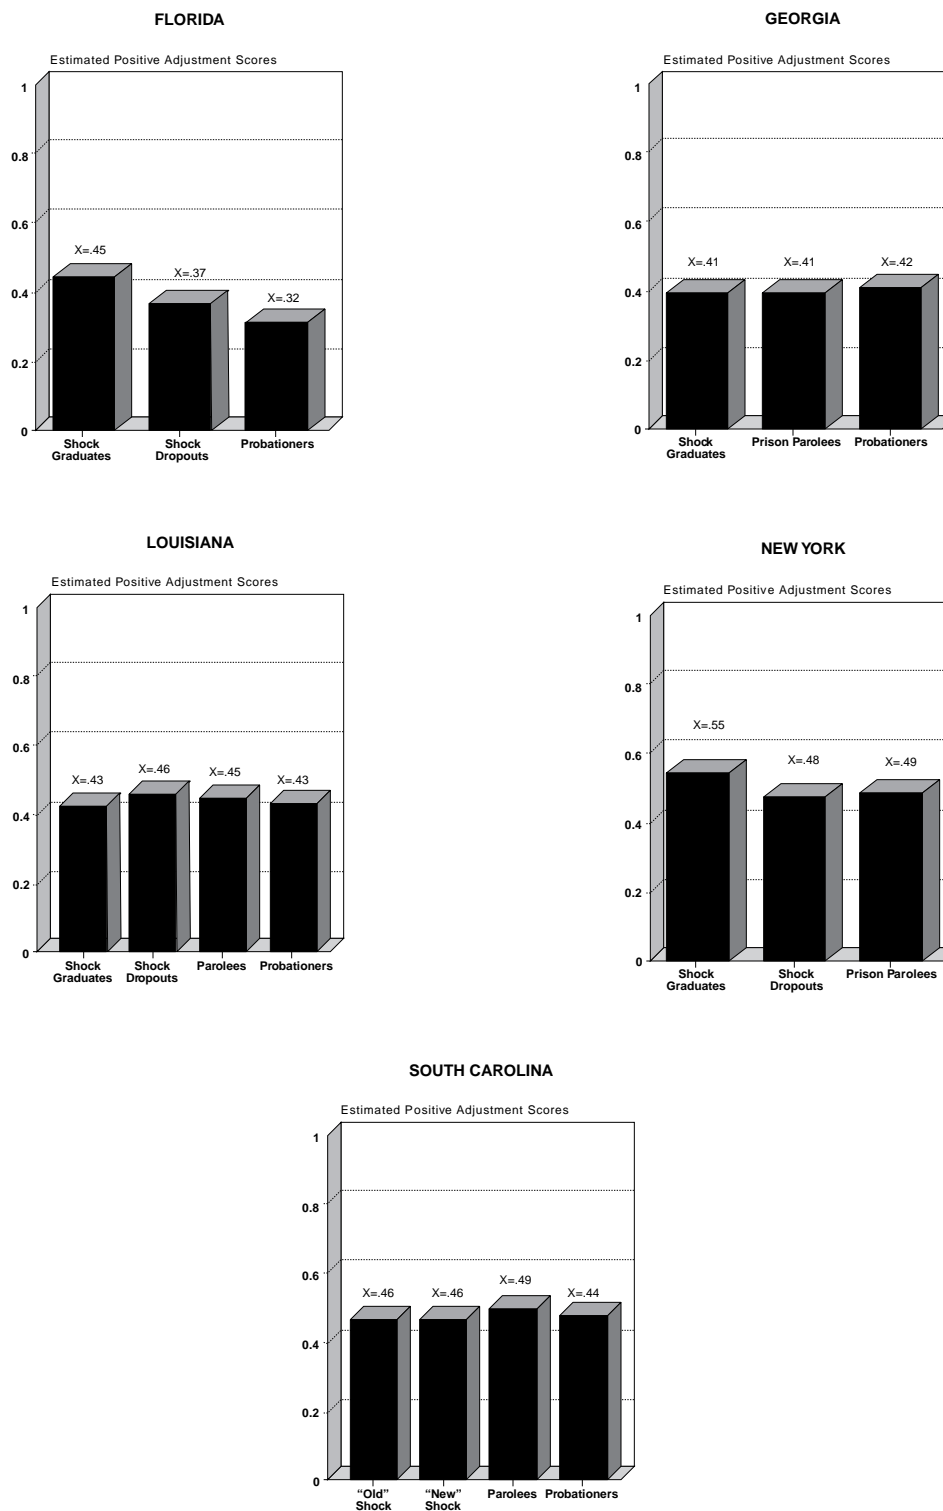 FLORIDA
Estimated Positive Adjustment Scores
1
0.8
0.6
0.4
0.2
0
X=.45
X=.37
X=.32
Shock
Graduates
Shock
Dropouts
Probationers
GEORGIA
Estimated Positive Adjustment Scores
1
0.8
0.6
0.4
0.2
0
X=.41
X=.41
X=.42
Shock
Graduates
Prison Parolees
Probationers
LOUISIANA
Estimated Positive Adjustment Scores
1
0.8
0.6
0.4
0.2
0
X=.43
X=.46
X=.45
X=.43
Shock
Graduates
Shock
Dropouts
Parolees
Probationers
NEW YORK
Estimated Positive Adjustment Scores
1
0.8
0.6
0.4
0.2
0
X=.55
X=.48
X=.49
Shock
Graduates
Shock
Dropouts
Prison Parolees
SOUTH CAROLINA
Estimated Positive Adjustment Scores
1
0.8
0.6
0.4
0.2
0
X=.46
X=.46
X=.49
X=.44
“Old”
Shock
“New”
Shock
Parolees
Probationers